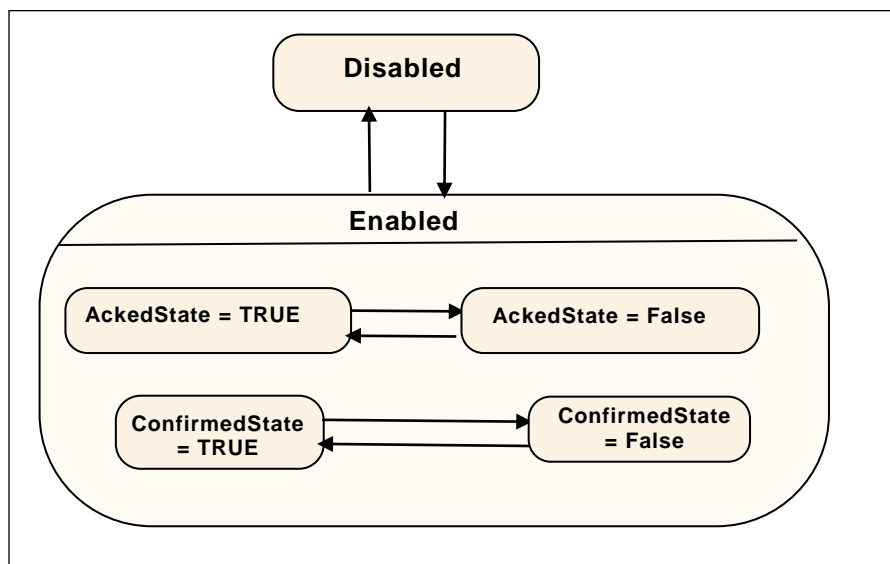 Disabled
Enabled
AckedState = TRUE
AckedState = False
ConfirmedState
= TRUE
ConfirmedState
= False